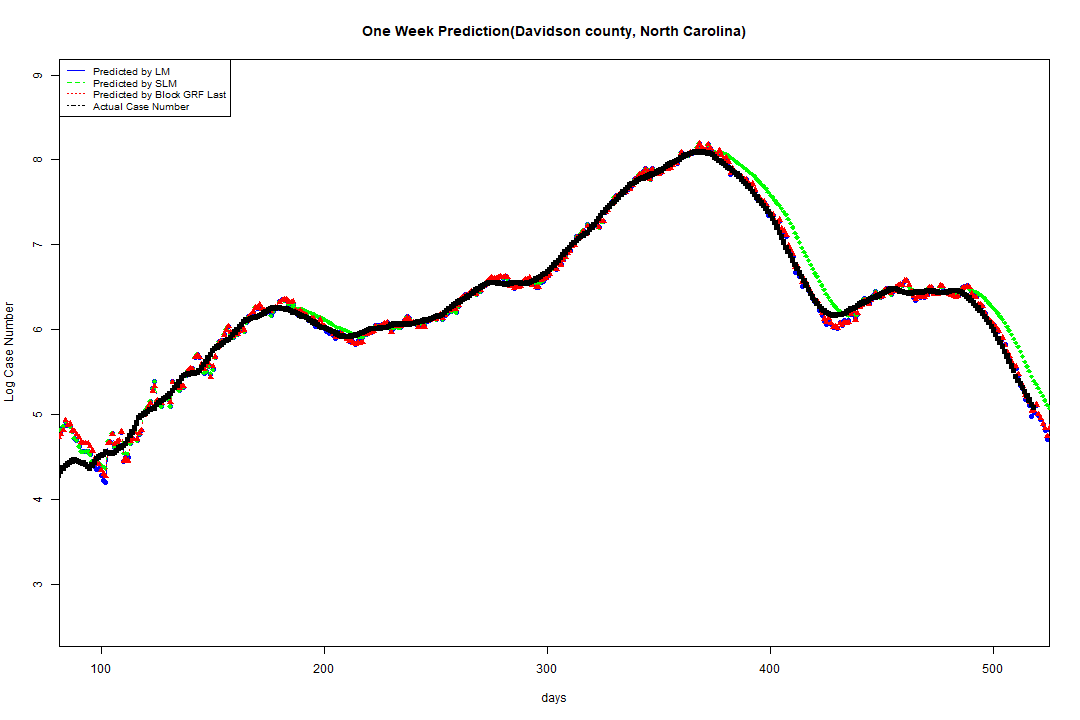 One Week Prediction(Davidson county, North Carolina)
Predicted by LM
Predicted by SLM
Predicted by Block GRF Last
Actual Case Number
9
8
7
6
5
4
3
Log Case Number
100
200
300
400
500
days